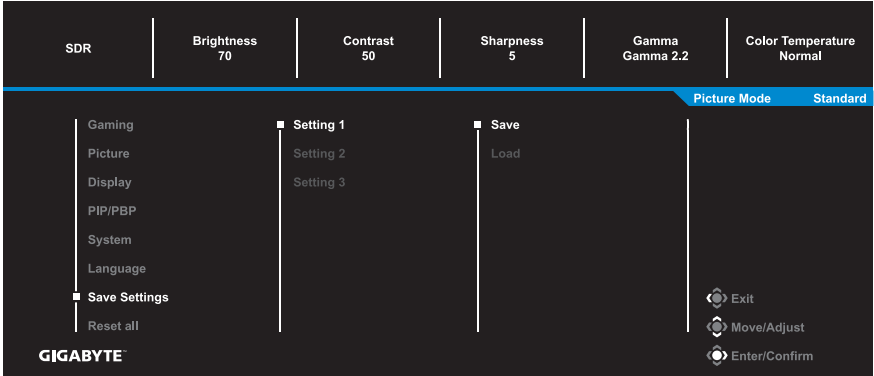 SDR
Brightness
70
Contrast
50
Sharpness
5
Gamma
Gamma 2.2
Color Temperature
Normal
Picture Mode Standard
Gaming
Picture
Display
PIP/PBP
System
Language
Save Settings
Reset all
Setting 1
Setting 2
Setting 3
Save
Load
Exit
Move/Adjust
Enter/Confirm
GIGABYTE™